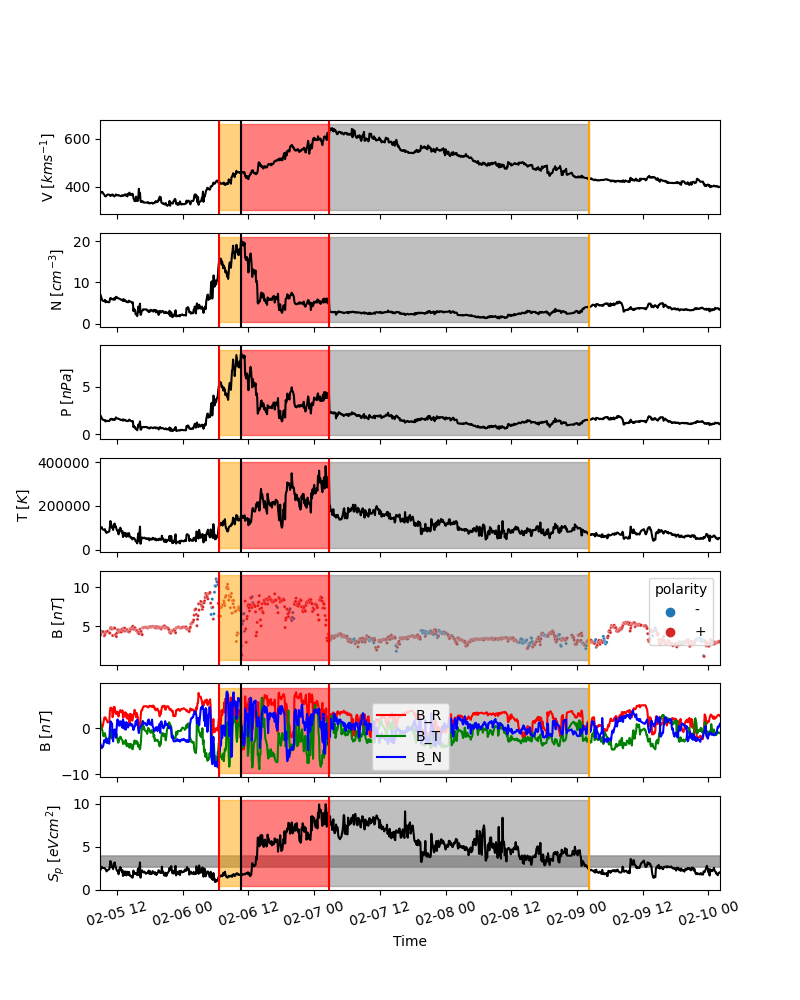 V [kms⁻¹]
600
400
N [cm⁻³]
20
10
0
P [nPa]
5
0
T [K]
400000
200000
0
B [nT]
10
5
polarity
-
+
B [nT]
0
−10
B_R
B_T
B_N
Sₚ [eVcm²]
10
5
0
02-05 12
02-06 00
02-06 12
02-07 00
02-07 12
02-08 00
02-08 12
02-09 00
02-09 12
02-10 00
Time